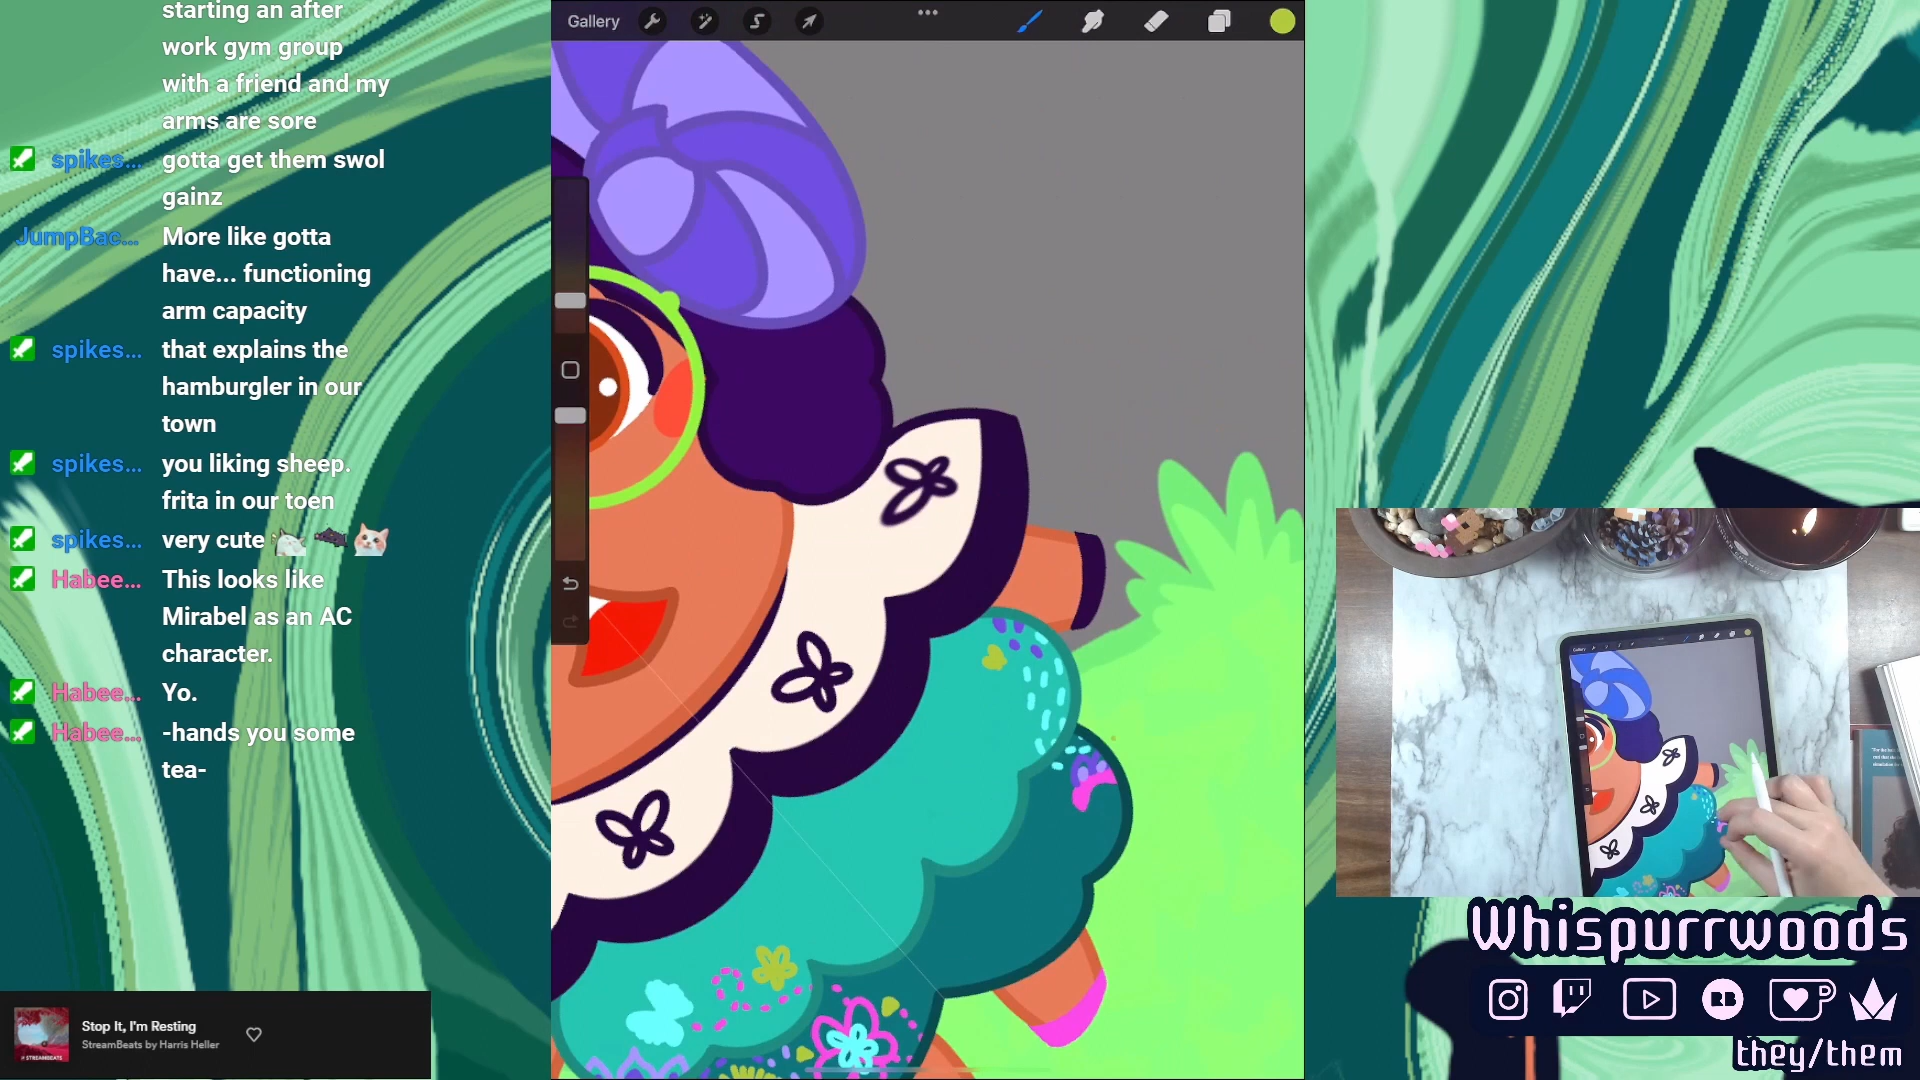 starting an after
work gym group
with a friend and my
arms are sore
spikes... gotta get them swol
gainz
JumpBac... More like gotta
have... functioning
arm capacity
spikes... that explains the
hamburgler in our
town
spikes... you liking sheep.
frita in our toen
spikes... very cute
Habee... This looks like
Mirabel as an AC
character.
Habee... Yo.
Habee... -hands you some
tea-
Stop It, I'm Resting
StreamBeats by Harris Heller
STREAMBEATS
Gallery
Whispurrwoods
RB
they/them